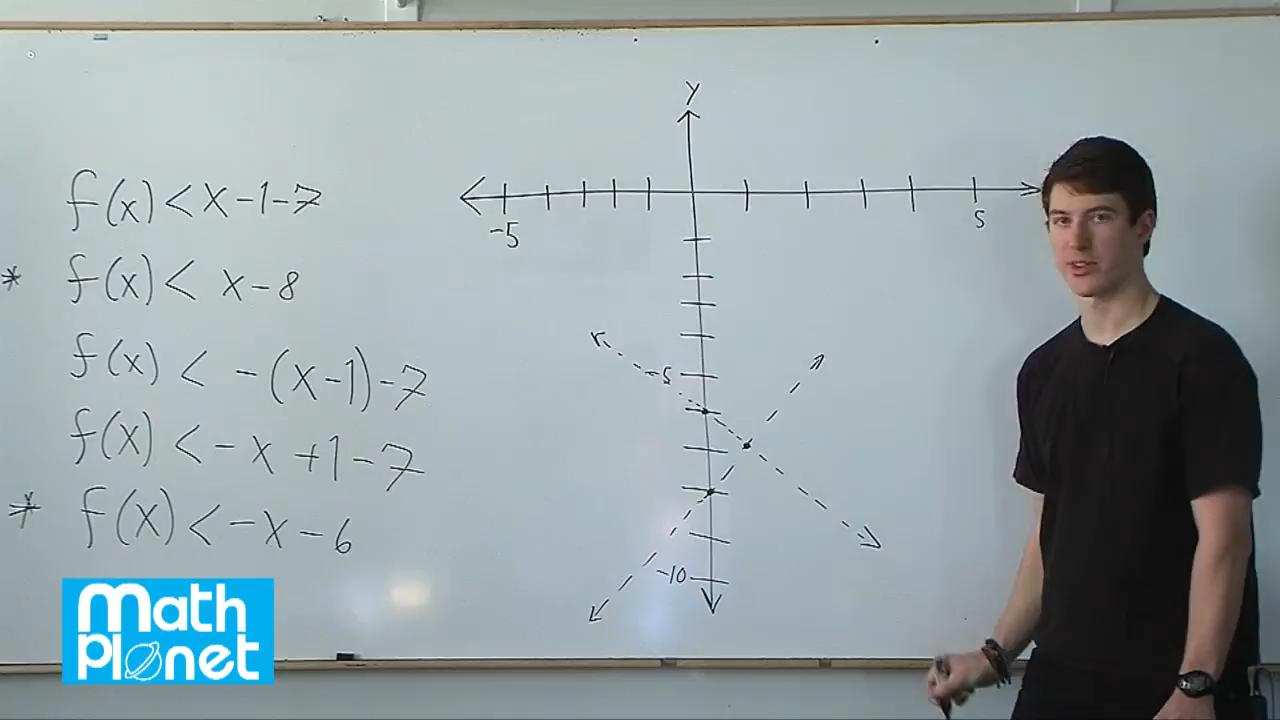 f(x) < x - 1 - 7
* f(x) < x - 8
f(x) < - (x - 1) - 7
f(x) < - x + 1 - 7
* f(x) < - x - 6
y
-5
5
-5
-10
Math
Planet